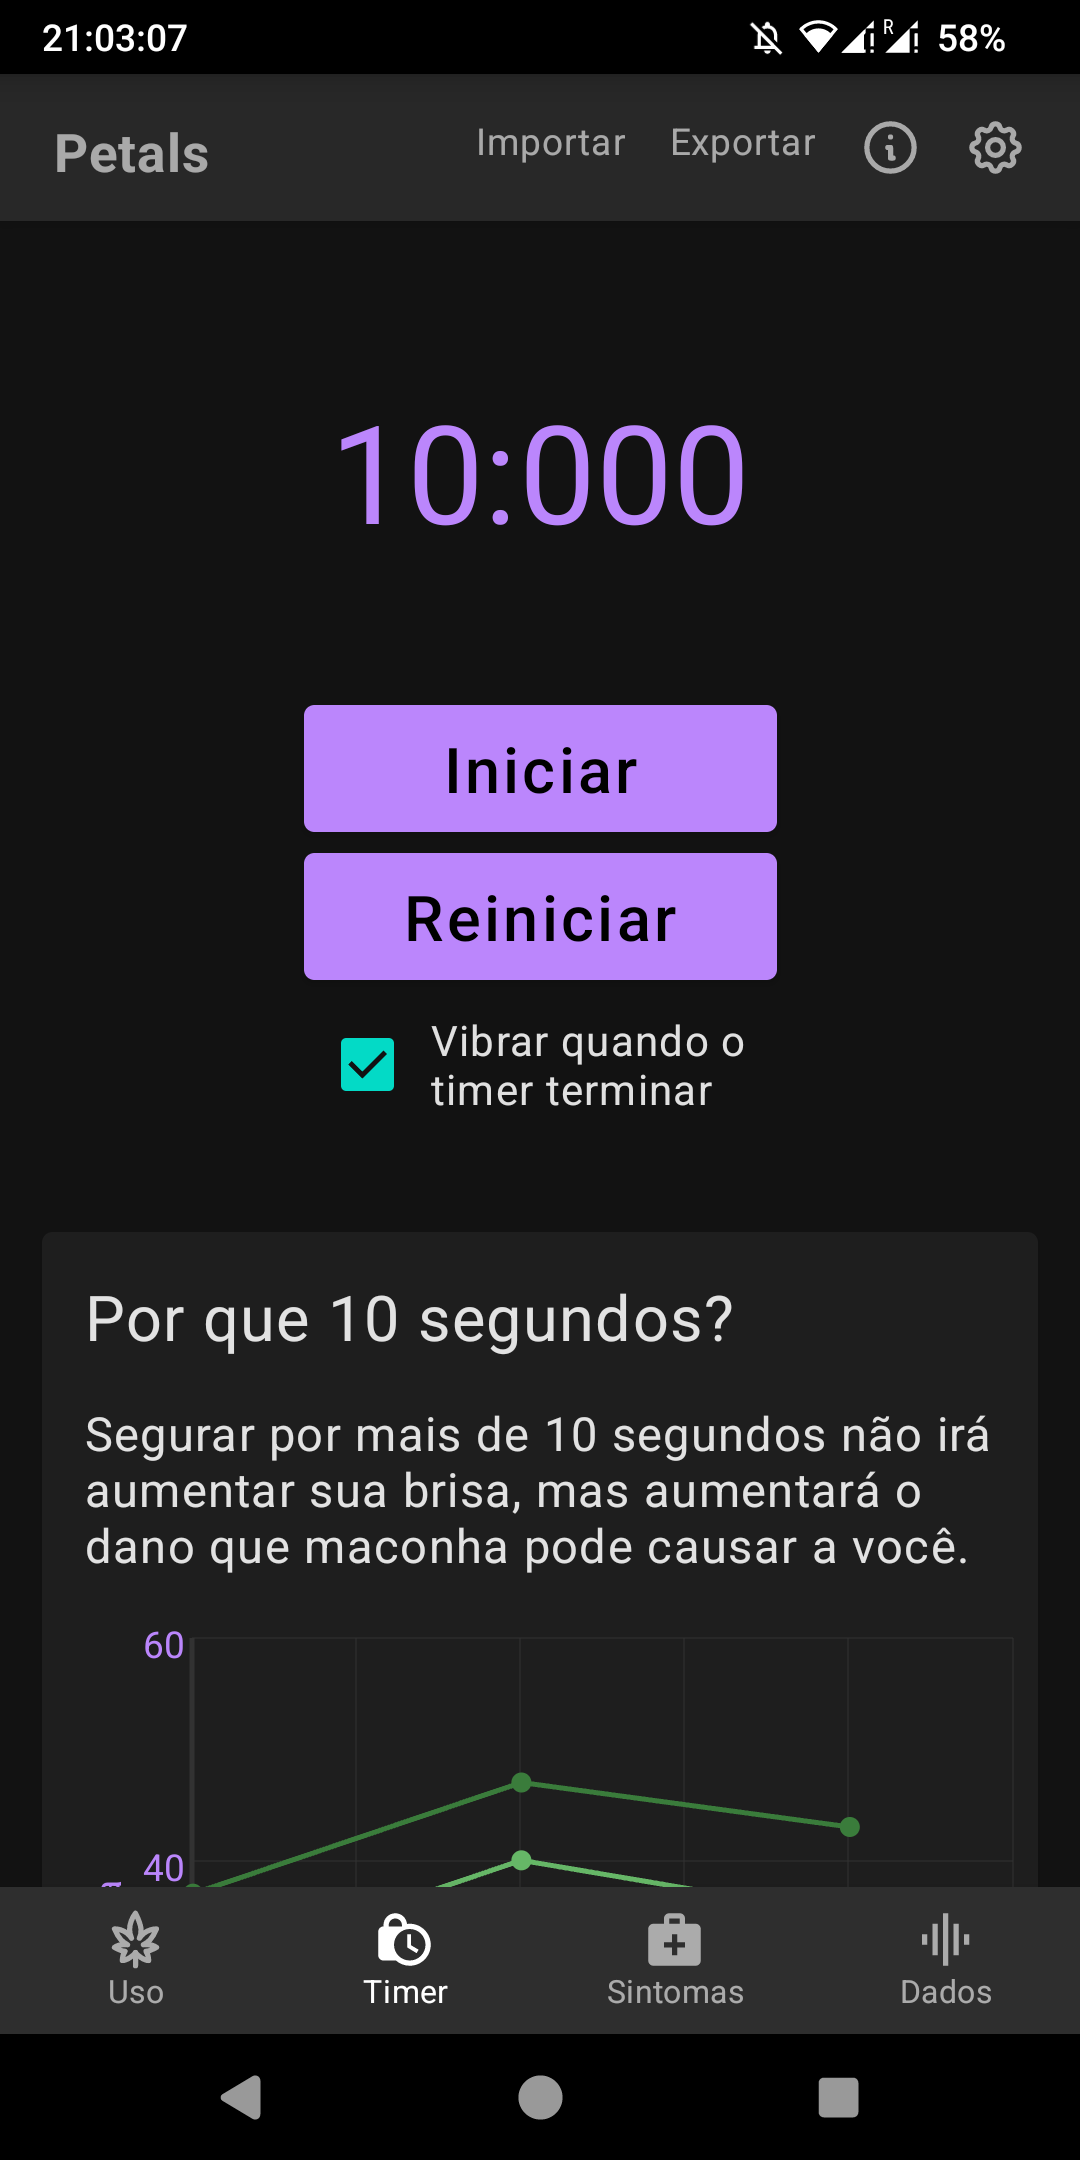 21:03:07
R
58%
Petals
Importar
Exportar
10:000
Iniciar
Reiniciar
Vibrar quando o
timer terminar
Por que 10 segundos?
Segurar por mais de 10 segundos não irá
aumentar sua brisa, mas aumentará o
dano que maconha pode causar a você.
60
40
Uso
Timer
Sintomas
Dados